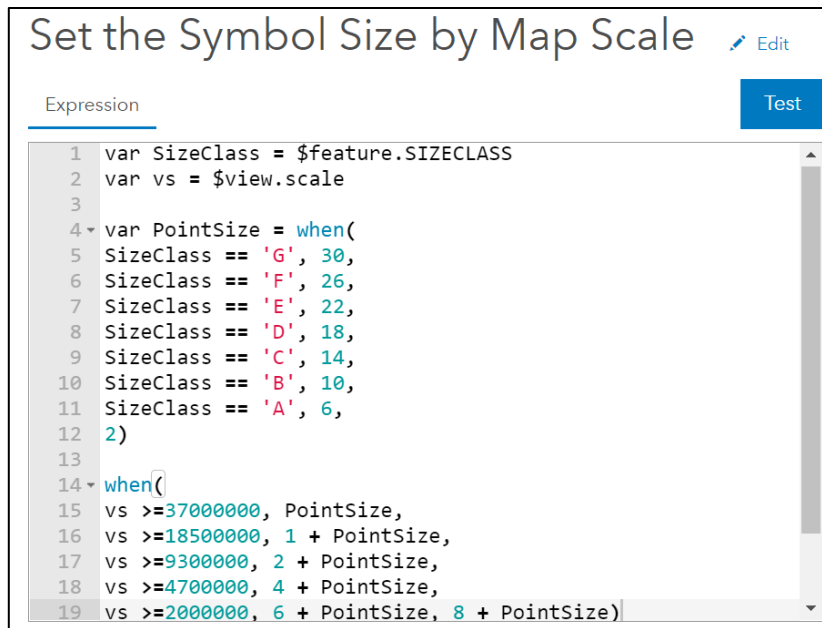 Set the Symbol Size by Map Scale Edit
Expression Test
1 var SizeClass = $feature.SIZECLASS
2 var vs = $view.scale
3
4 var PointSize = when(
5 SizeClass == 'G', 30,
6 SizeClass == 'F', 26,
7 SizeClass == 'E', 22,
8 SizeClass == 'D', 18,
9 SizeClass == 'C', 14,
10 SizeClass == 'B', 10,
11 SizeClass == 'A', 6,
12 2)
13
14 when(
15 vs >=37000000, PointSize,
16 vs >=18500000, 1 + PointSize,
17 vs >=9300000, 2 + PointSize,
18 vs >=4700000, 4 + PointSize,
19 vs >=2000000, 6 + PointSize, 8 + PointSize)